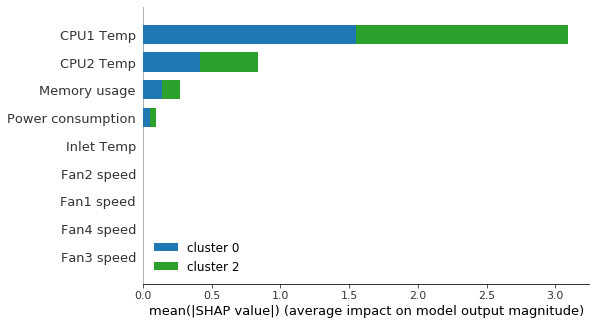 CPU1 Temp
CPU2 Temp
Memory usage
Power consumption
Inlet Temp
Fan2 speed
Fan1 speed
Fan4 speed
Fan3 speed
cluster 0
cluster 2
0.0 0.5 1.0 1.5 2.0 2.5 3.0
mean(|SHAP value|) (average impact on model output magnitude)